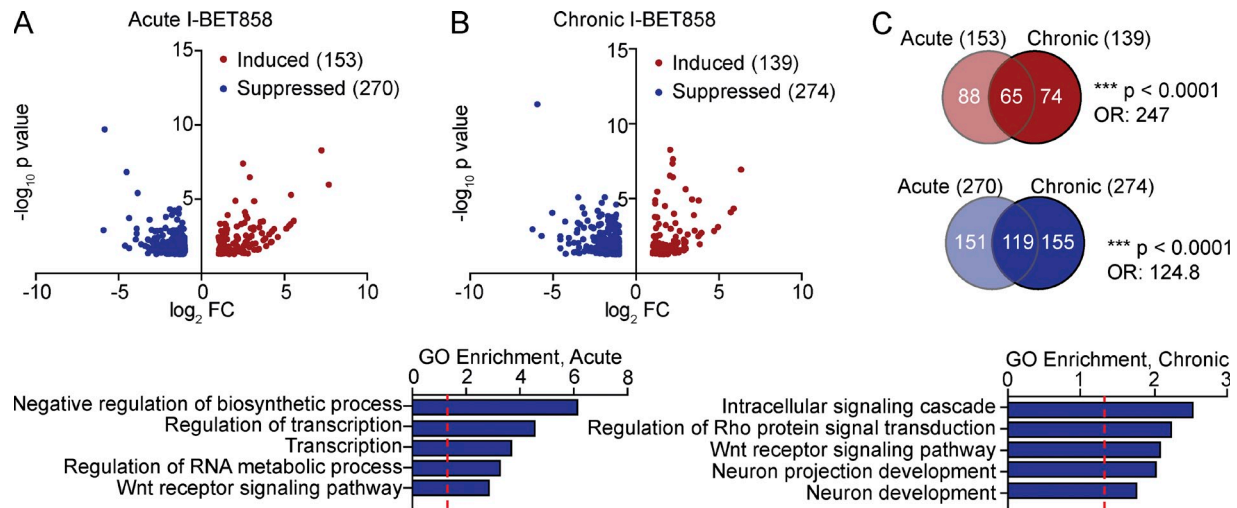 A
Acute I-BET858
15
10
5
-log10 p value
Induced (153)
Suppressed (270)
-10
-5
0
5
10
log2 FC
B
Chronic I-BET858
15
10
5
-log10 p value
Induced (139)
Suppressed (274)
-10
-5
0
5
10
log2 FC
C
Acute (153)
Chronic (139)
88
65
74
*** p < 0.0001
OR: 247
Acute (270)
Chronic (274)
151
119
155
*** p < 0.0001
OR: 124.8
GO Enrichment, Acute
0
2
4
6
8
Negative regulation of biosynthetic process
Regulation of transcription
Transcription
Regulation of RNA metabolic process
Wnt receptor signaling pathway
GO Enrichment, Chronic
0
1
2
3
Intracellular signaling cascade
Regulation of Rho protein signal transduction
Wnt receptor signaling pathway
Neuron projection development
Neuron development